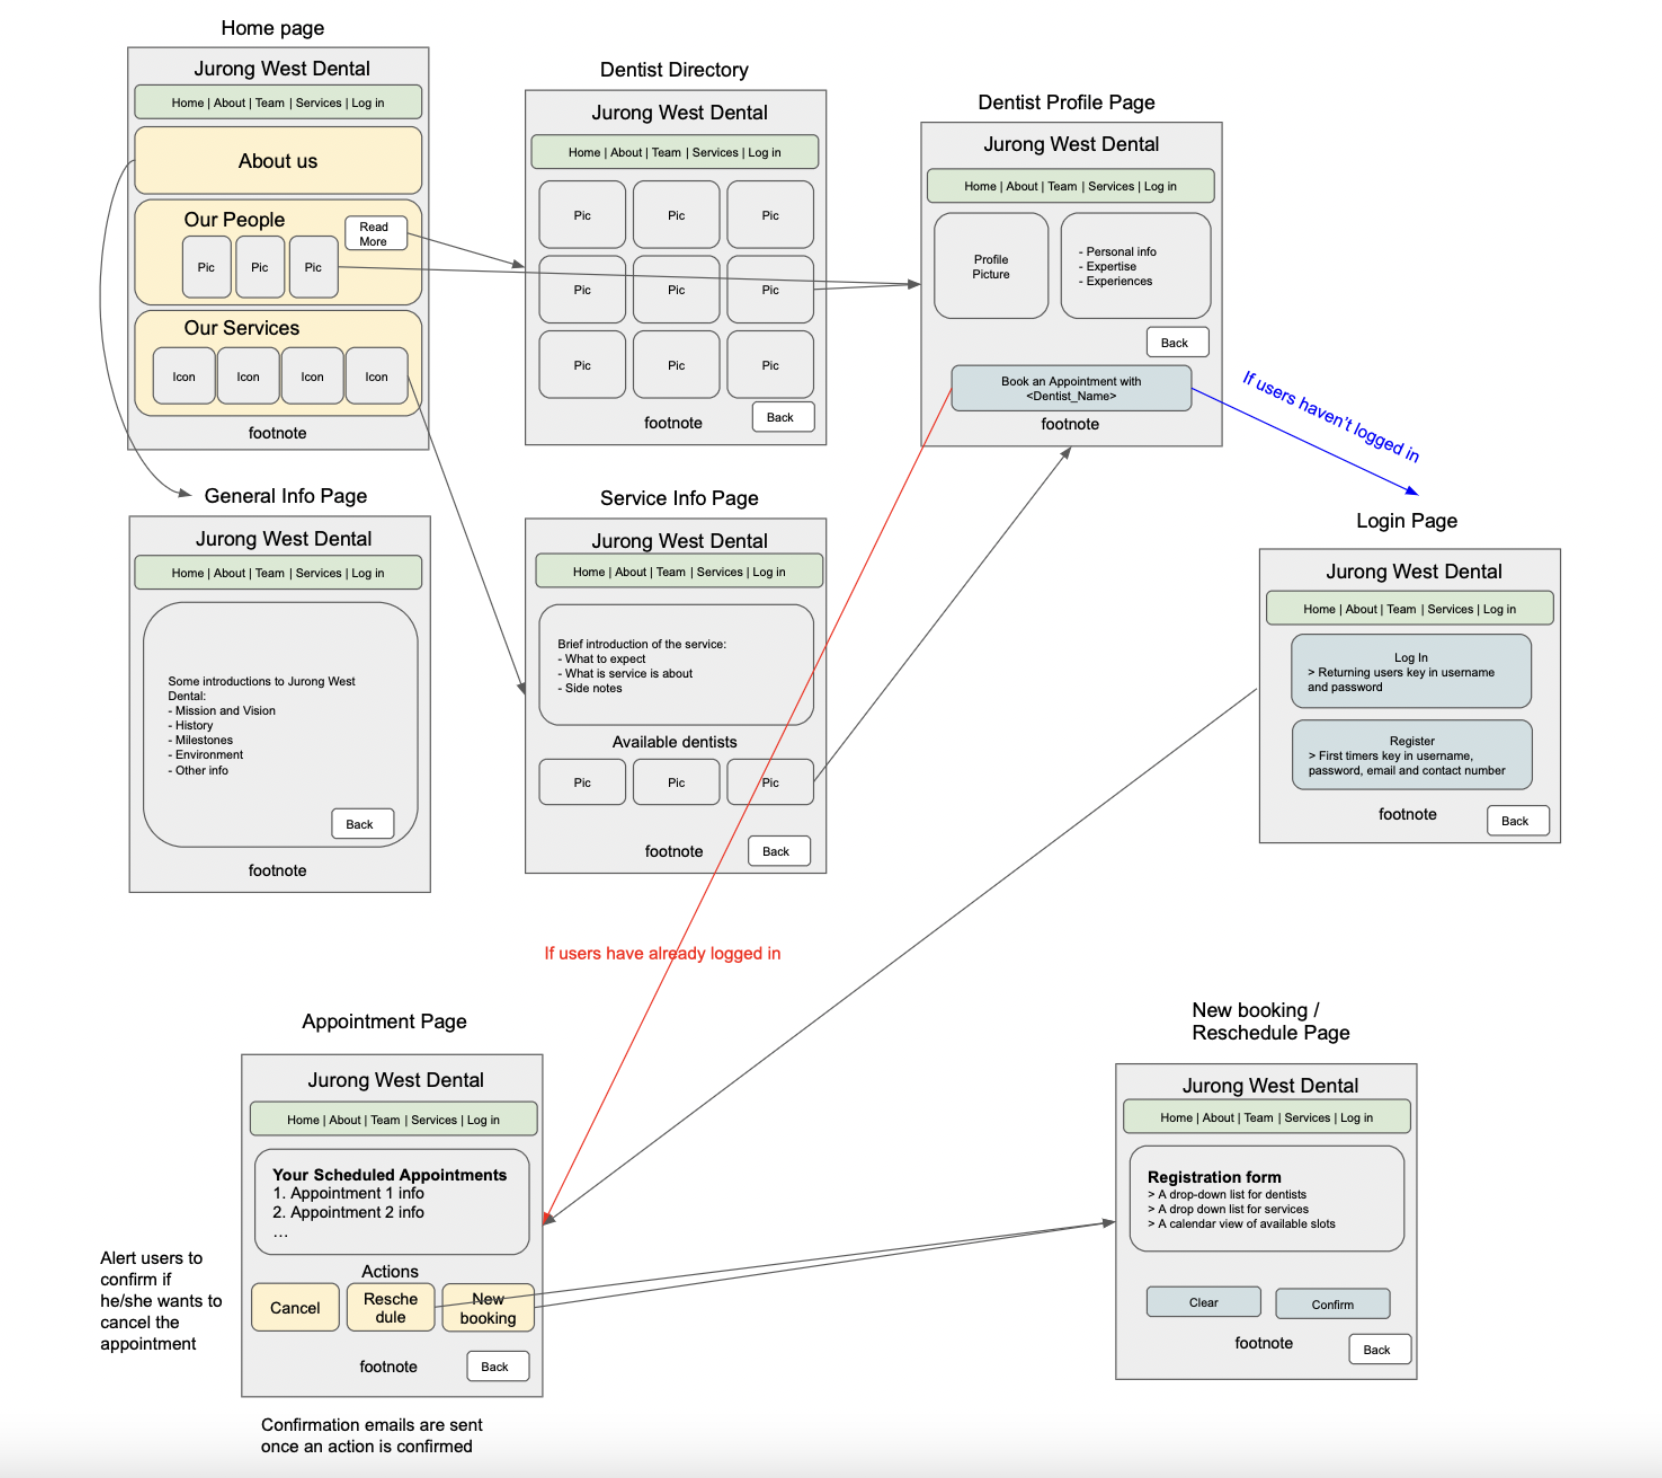 Home page
Jurong West Dental
Home | About | Team | Services | Log in
About us
Our People
Read
More
Pic
Pic
Pic
Our Services
Icon
Icon
Icon
Icon
footnote
Dentist Directory
Jurong West Dental
Home | About | Team | Services | Log in
Pic
Pic
Pic
Pic
Pic
Pic
Pic
Pic
Pic
footnote
Back
Dentist Profile Page
Jurong West Dental
Home | About | Team | Services | Log in
Profile
Picture
- Personal info
- Expertise
- Experiences
Back
Book an Appointment with
<Dentist_Name>
footnote
If users haven't logged in
General Info Page
Jurong West Dental
Home | About | Team | Services | Log in
Some introductions to Jurong West
Dental:
- Mission and Vision
- History
- Milestones
- Environment
- Other info
Back
footnote
Service Info Page
Jurong West Dental
Home | About | Team | Services | Log in
Brief introduction of the service:
- What to expect
- What is service is about
- Side notes
Available dentists
Pic
Pic
Pic
footnote
Back
Login Page
Jurong West Dental
Home | About | Team | Services | Log in
Log In
> Returning users key in username
and password
Register
> First timers key in username,
password, email and contact number
footnote
Back
If users have already logged in
Appointment Page
Jurong West Dental
Home | About | Team | Services | Log in
Your Scheduled Appointments
1. Appointment 1 info
2. Appointment 2 info
...
Actions
Cancel
Resche
dule
New
booking
footnote
Back
Alert users to
confirm if
he/she wants to
cancel the
appointment
Confirmation emails are sent
once an action is confirmed
New booking /
Reschedule Page
Jurong West Dental
Home | About | Team | Services | Log in
Registration form
> A drop-down list for dentists
> A drop down list for services
> A calendar view of available slots
Clear
Confirm
footnote
Back